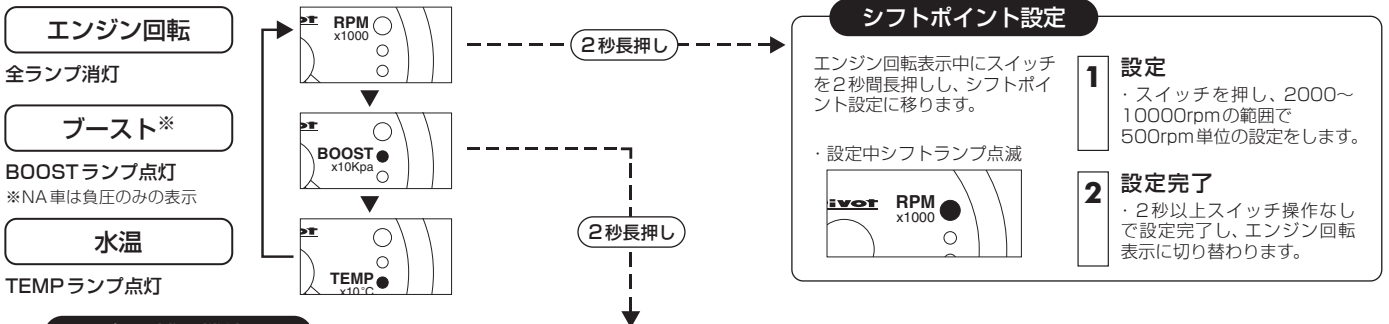 エンジン回転
全ランプ消灯
ブースト※
BOOSTランプ点灯
※NA車は負圧のみの表示
水温
TEMPランプ点灯
RPM
x1000
BOOST
x10Kpa
TEMP
x10℃
2秒長押し
2秒長押し
シフトポイント設定
エンジン回転表示中にスイッチ
を2秒間長押しし、シフトポイ
ント設定に移ります。
・設定中シフトランプ点滅
RPM
x1000
1 設定
・スイッチを押し、2000〜
10000rpmの範囲で
500rpm単位の設定をします。
2 設定完了
・2秒以上スイッチ操作なし
で設定完了し、エンジン回転
表示に切り替わります。